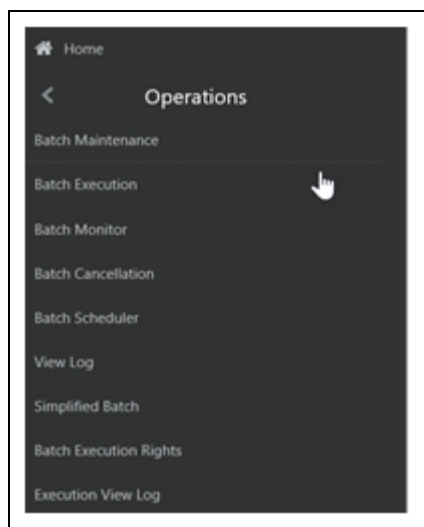 Home
Operations
Batch Maintenance
Batch Execution
Batch Monitor
Batch Cancellation
Batch Scheduler
View Log
Simplified Batch
Batch Execution Rights
Execution View Log